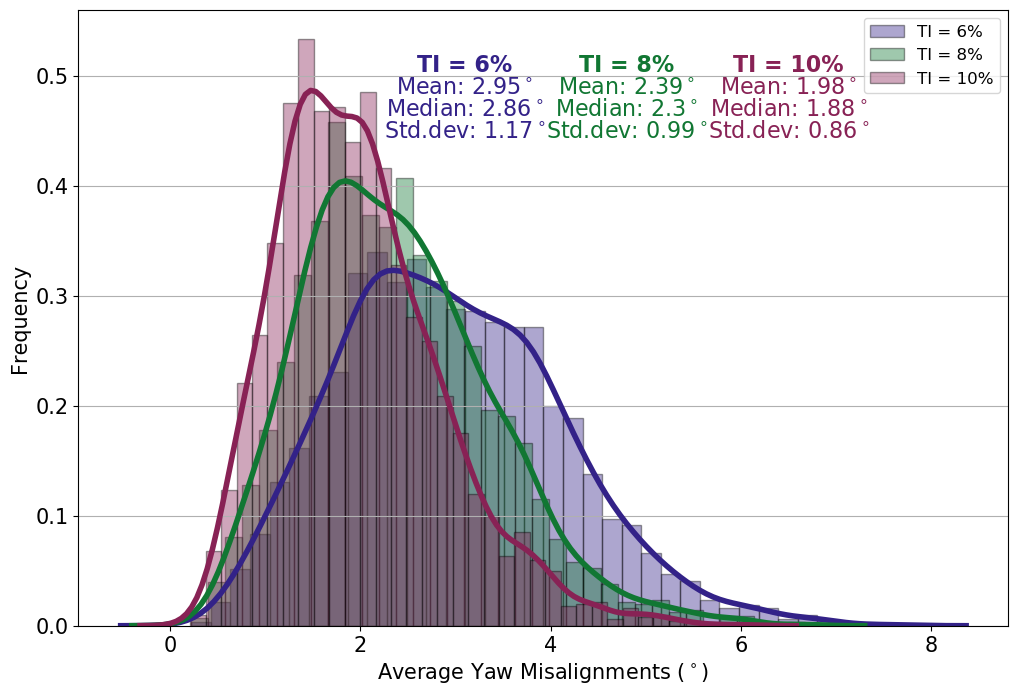 TI = 6%
TI = 8%
TI = 10%
TI = 6%
Mean: 2.95°
Median: 2.86°
Std.dev: 1.17°
TI = 8%
Mean: 2.39°
Median: 2.3°
Std.dev: 0.99°
TI = 10%
Mean: 1.98°
Median: 1.88°
Std.dev: 0.86°
Frequency
0.5
0.4
0.3
0.2
0.1
0.0
0 2 4 6 8
Average Yaw Misalignments (°)